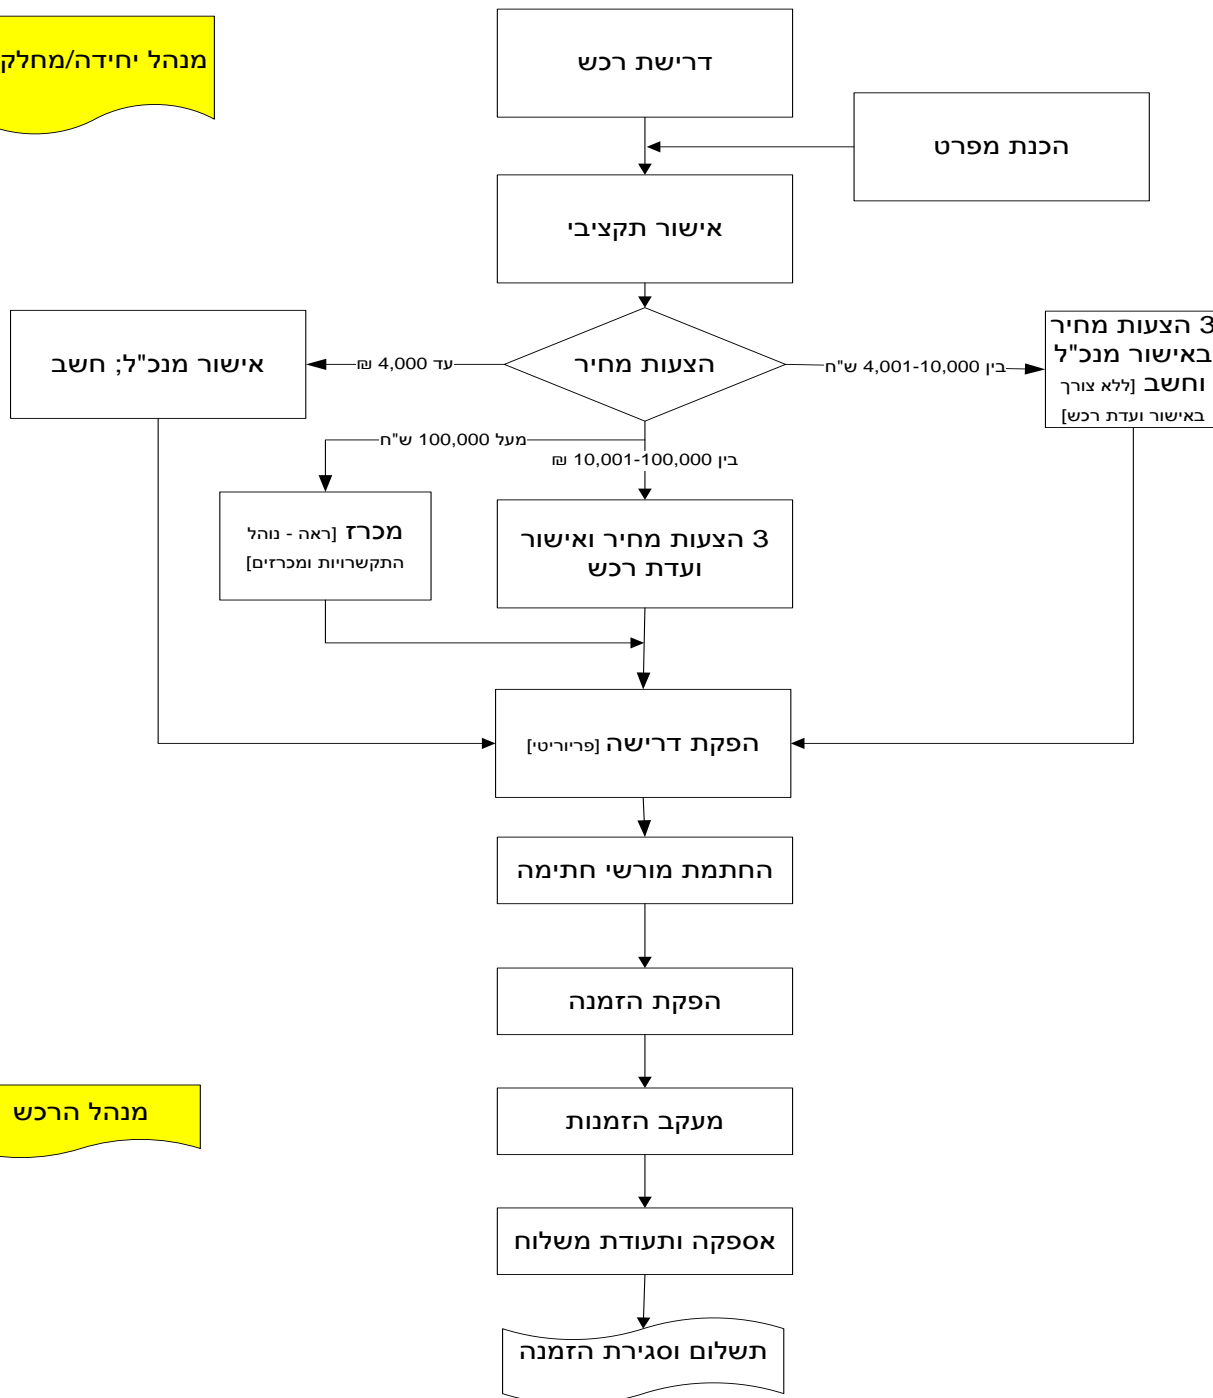 מנהל יחידה/מחלק
דרישת רכש
הכנת מפרט
אישור תקציבי
3 הצעות מחיר
באישור מנכ"ל
וחשב [ללא צורך
באישור ועדת רכש]
בין 4,001-10,000 ש"ח
הצעות מחיר
עד 4,000 ₪
אישור מנכ"ל; חשב
מעל 100,000 ש"ח
בין 10,001-100,000 ₪
3 הצעות מחיר ואישור
ועדת רכש
מכרז [ראה - נוהל
התקשרויות ומכרזים]
הפקת דרישה [פריוריטי]
החתמת מורשי חתימה
הפקת הזמנה
מעקב הזמנות
מנהל הרכש
אספקה ותעודת משלוח
תשלום וסגירת הזמנה